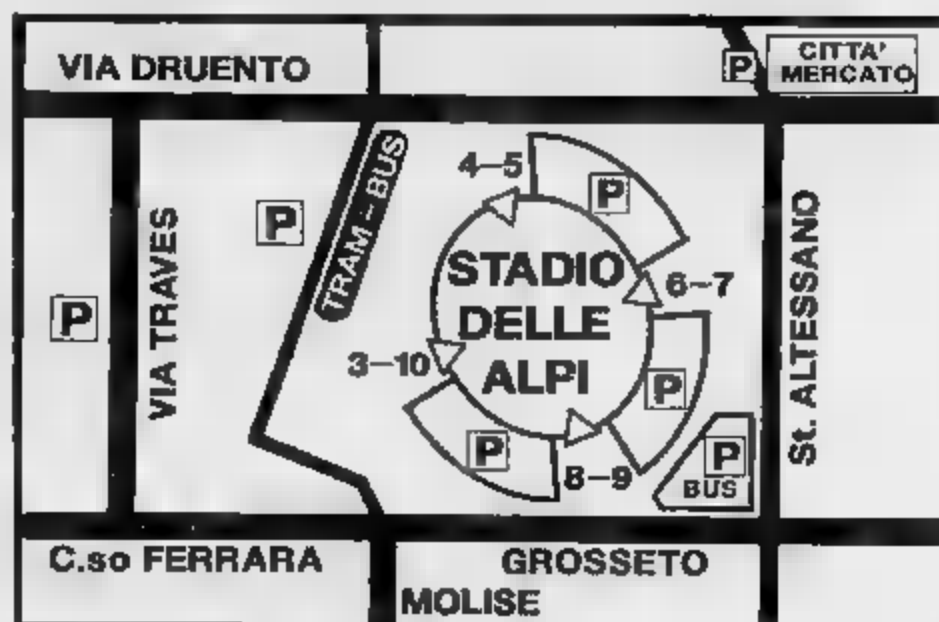 VIA DRUENTO
P
CITTA'
MERCATO
4–5
P
TRAM – BUS
P
VIA TRAVES
P
STADIO
DELLE
ALPI
6–7
St. ALTESSANO
3–10
P
P
8–9
P
BUS
C.so FERRARA
GROSSETO
MOLISE